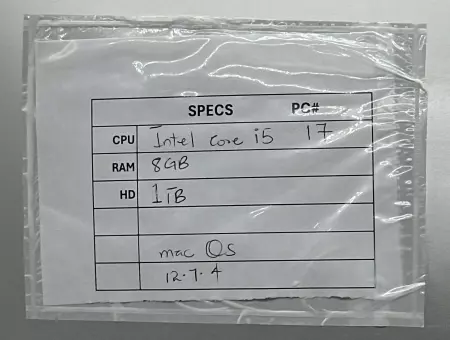 SPECS PC#
CPU Intel Core i5 17
RAM 8GB
HD 1TB
mac OS
12.7.4